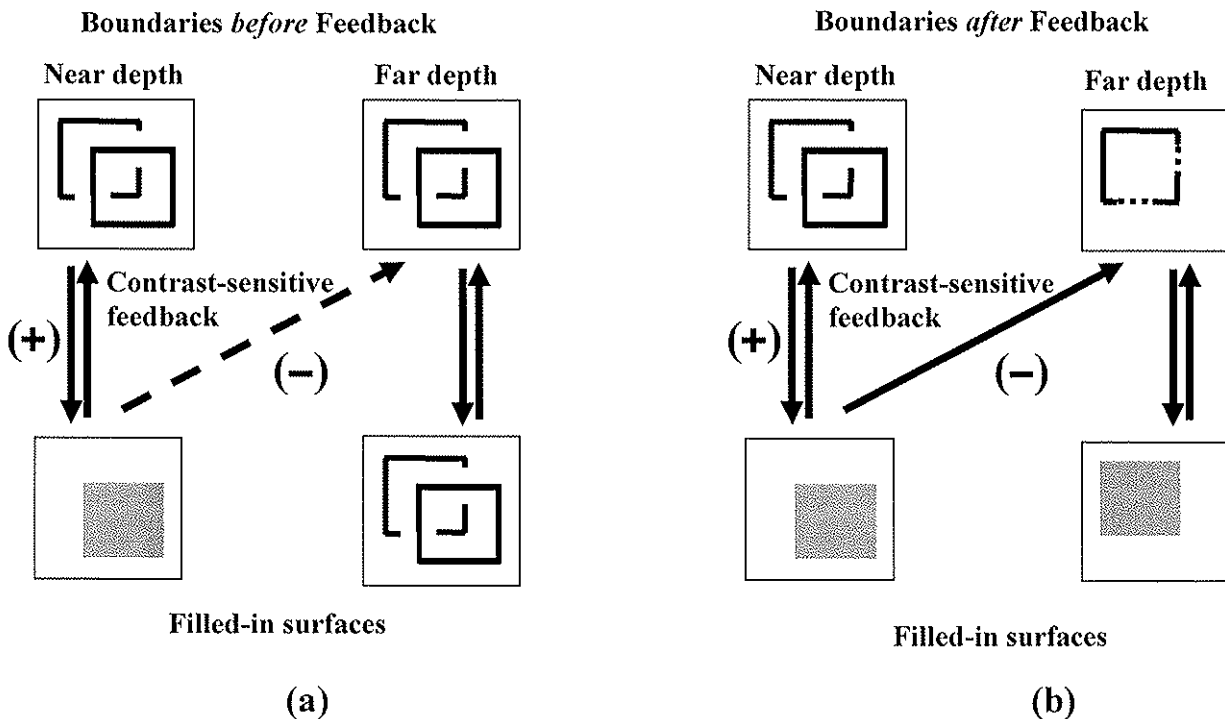 Boundaries before Feedback
Near depth
Far depth
Contrast-sensitive
feedback
(+)
(−)
Filled-in surfaces
(a)
Boundaries after Feedback
Near depth
Far depth
Contrast-sensitive
feedback
(+)
(−)
Filled-in surfaces
(b)